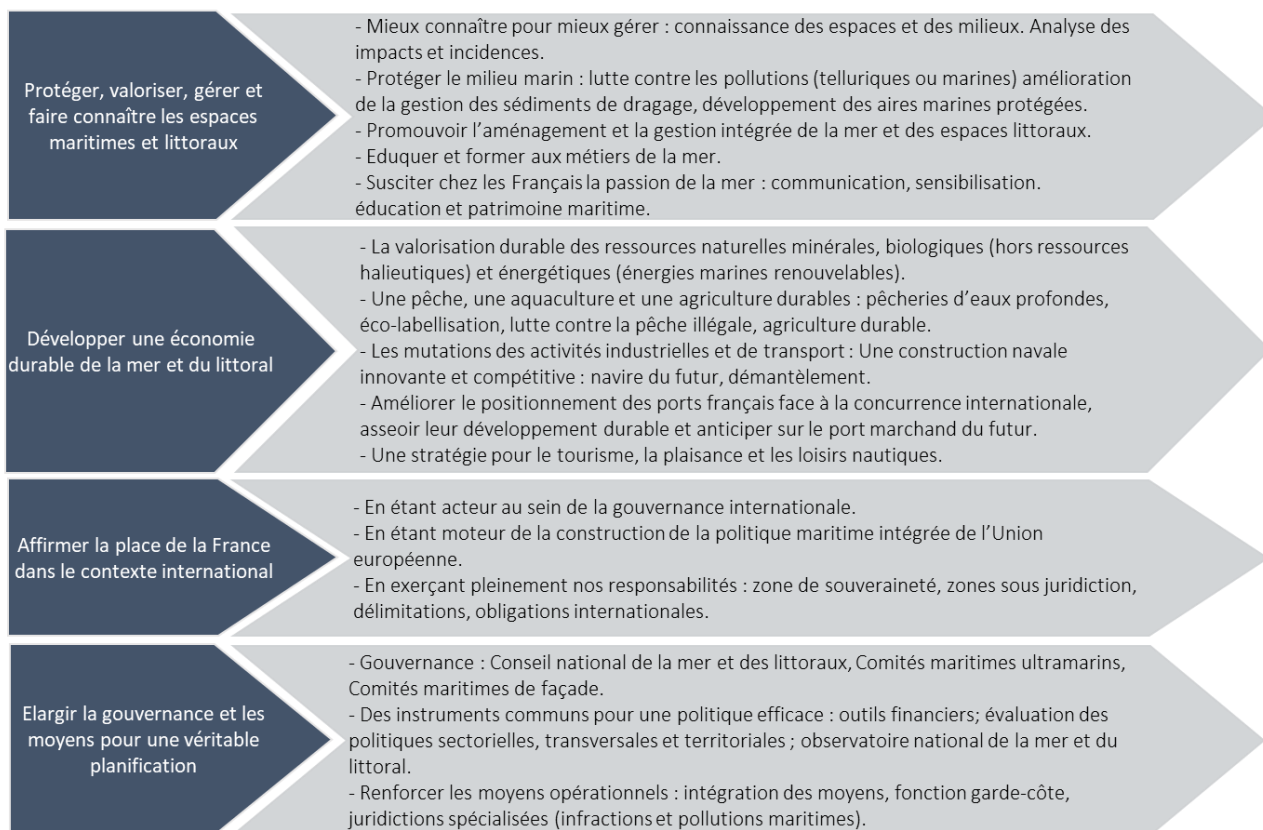 Protéger, valoriser, gérer et
faire connaître les espaces
maritimes et littoraux
- Mieux connaître pour mieux gérer : connaissance des espaces et des milieux. Analyse des
impacts et incidences.
- Protéger le milieu marin : lutte contre les pollutions (telluriques ou marines) amélioration
de la gestion des sédiments de dragage, développement des aires marines protégées.
- Promouvoir l’aménagement et la gestion intégrée de la mer et des espaces littoraux.
- Eduquer et former aux métiers de la mer.
- Susciter chez les Français la passion de la mer : communication, sensibilisation.
éducation et patrimoine maritime.
Développer une économie
durable de la mer et du littoral
- La valorisation durable des ressources naturelles minérales, biologiques (hors ressources
halieutiques) et énergétiques (énergies marines renouvelables).
- Une pêche, une aquaculture et une agriculture durables : pêcheries d’eaux profondes,
éco-labellisation, lutte contre la pêche illégale, agriculture durable.
- Les mutations des activités industrielles et de transport : Une construction navale
innovante et compétitive : navire du futur, démantèlement.
- Améliorer le positionnement des ports français face à la concurrence internationale,
asseoir leur développement durable et anticiper sur le port marchand du futur.
- Une stratégie pour le tourisme, la plaisance et les loisirs nautiques.
Affirmer la place de la France
dans le contexte international
- En étant acteur au sein de la gouvernance internationale.
- En étant moteur de la construction de la politique maritime intégrée de l’Union
européenne.
- En exerçant pleinement nos responsabilités : zone de souveraineté, zones sous juridiction,
délimitations, obligations internationales.
Elargir la gouvernance et les
moyens pour une véritable
planification
- Gouvernance : Conseil national de la mer et des littoraux, Comités maritimes ultramarins,
Comités maritimes de façade.
- Des instruments communs pour une politique efficace : outils financiers; évaluation des
politiques sectorielles, transversales et territoriales ; observatoire national de la mer et du
littoral.
- Renforcer les moyens opérationnels : intégration des moyens, fonction garde-côte,
juridictions spécialisées (infractions et pollutions maritimes).